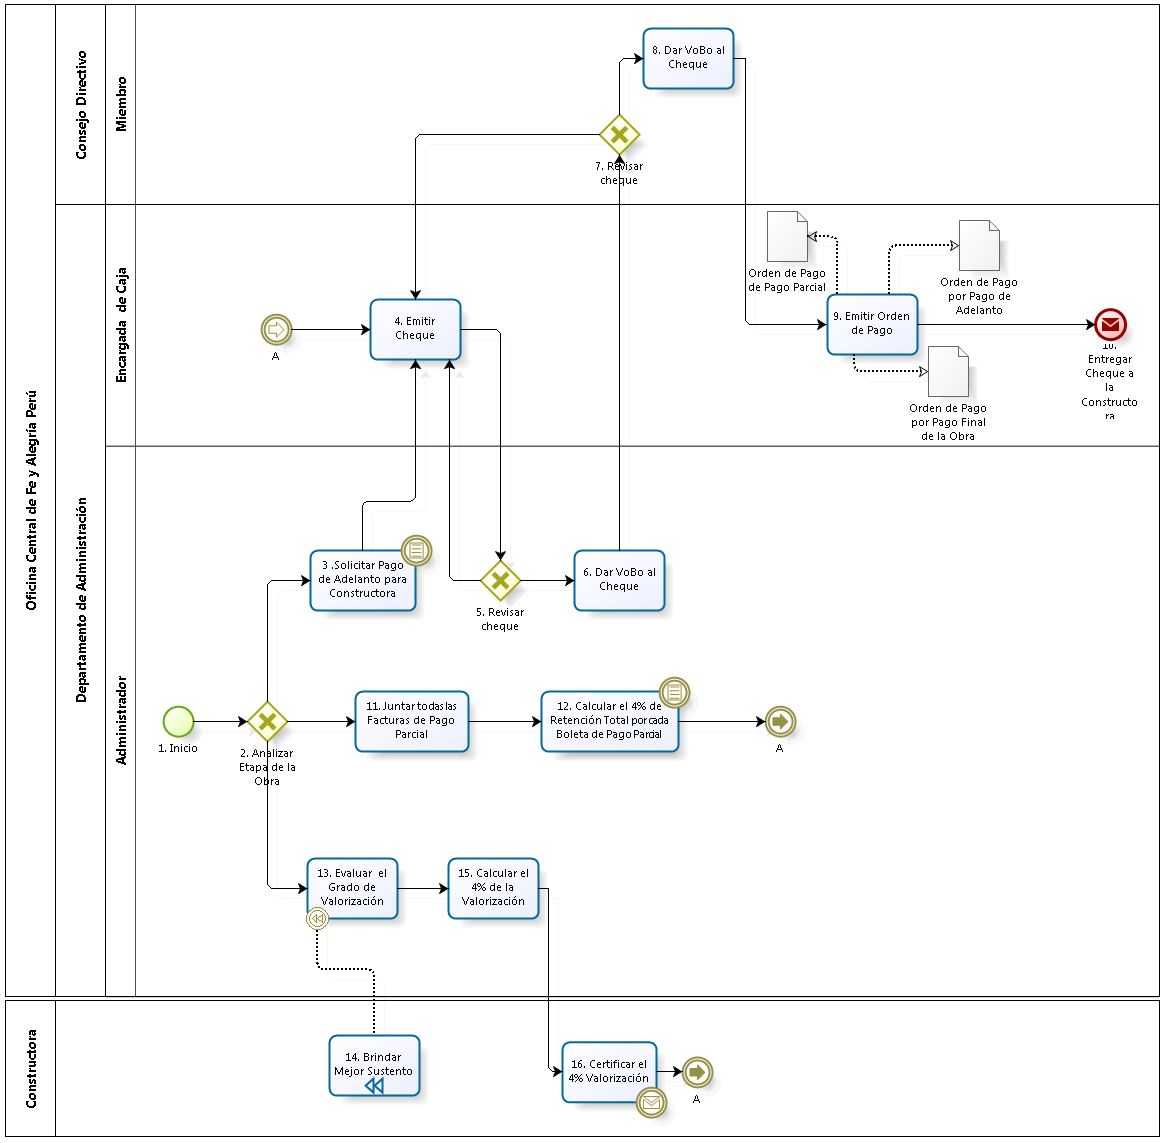 Oficina Central de Fe y Alegría Perú
Consejo Directivo
Miembro
8. Dar VoBo al
Cheque
7. Revisar
cheque
Departamento de Administración
Encargada de Caja
A
4. Emitir
Cheque
Orden de Pago
de Pago Parcial
Orden de Pago
por Pago de
Adelanto
9. Emitir Orden
de Pago
Orden de Pago
por Pago Final
de la Obra
10.
Entregar
Cheque a
la
Constructo
ra
Administrador
3 .Solicitar Pago
de Adelanto para
Constructora
5. Revisar
cheque
6. Dar VoBo al
Cheque
1. Inicio
2. Analizar
Etapa de la
Obra
11. Juntar todas las
Facturas de Pago
Parcial
12. Calcular el 4% de
Retención Total por cada
Boleta de Pago Parcial
A
13. Evaluar el
Grado de
Valorización
15. Calcular el
4% de la
Valorización
Constructora
14. Brindar
Mejor Sustento
16. Certificar el
4% Valorización
A